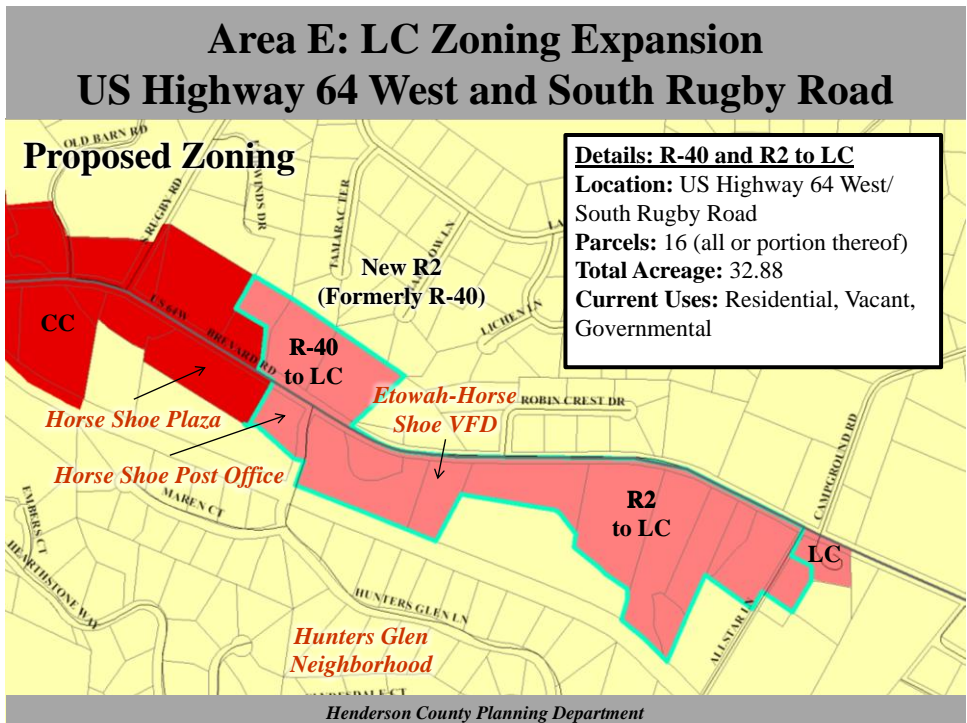 Area E: LC Zoning Expansion
US Highway 64 West and South Rugby Road
Proposed Zoning
Details: R-40 and R2 to LC
Location: US Highway 64 West/
South Rugby Road
Parcels: 16 (all or portion thereof)
Total Acreage: 32.88
Current Uses: Residential, Vacant,
Governmental
OLD BARN RD
S RUGBY RD
WINDS DR
TAMARACTER
OW LN
LICHEN LN
New R2
(Formerly R-40)
CC
US 64 W
BREVARD RD
R-40
to LC
Horse Shoe Plaza
Etowah-Horse
Shoe VFD
ROBIN CREST DR
CAMPGROUND RD
Horse Shoe Post Office
MAREN CT
EMBERS CT
HEARTHSTONE WAY
R2
to LC
LC
HUNTERS GLEN LN
ALLSTAR LN
Hunters Glen
Neighborhood
DALE CT
Henderson County Planning Department